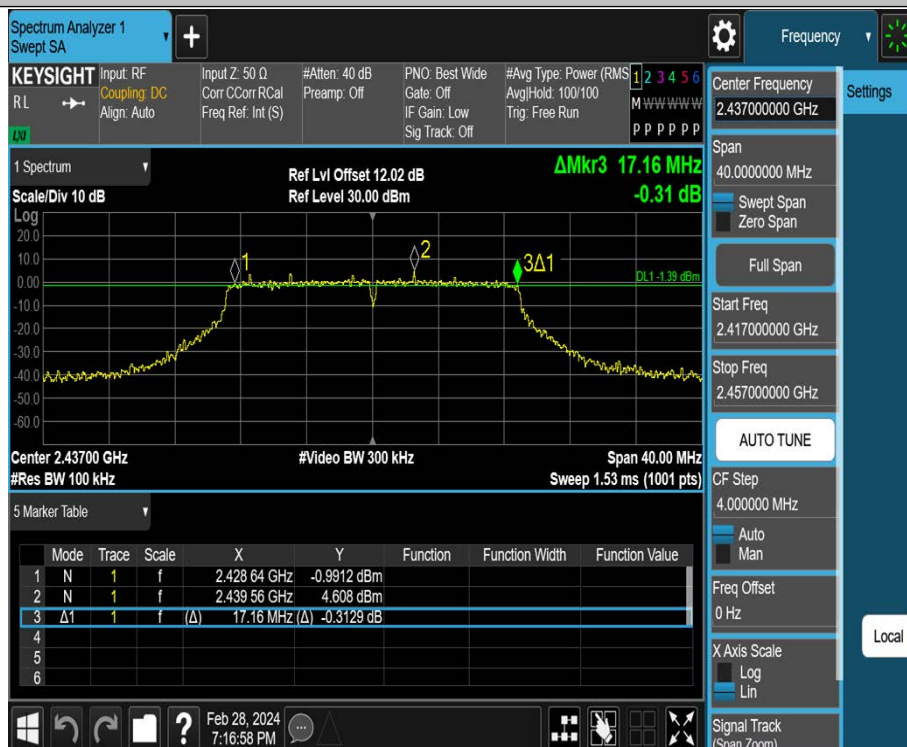 Spectrum Analyzer 1
Swept SA
+
Frequency
KEYSIGHT
RL
LXI
Input: RF
Coupling: DC
Align: Auto
Input Z: 50 Ω
Corr CCorr RCal
Freq Ref: Int (S)
#Atten: 40 dB
Preamp: Off
PNO: Best Wide
Gate: Off
IF Gain: Low
Sig Track: Off
#Avg Type: Power (RMS
Avg|Hold: 100/100
Trig: Free Run
1 2 3 4 5 6
M W W W W W
P P P P P P
1 Spectrum
Scale/Div 10 dB
Ref Lvl Offset 12.02 dB
Ref Level 30.00 dBm
ΔMkr3 17.16 MHz
-0.31 dB
Log
20.0
10.0
0.00
-10.0
-20.0
-30.0
-40.0
-50.0
-60.0
1
2
3Δ1
DL1 -1.39 dBm
Center 2.43700 GHz
#Res BW 100 kHz
#Video BW 300 kHz
Span 40.00 MHz
Sweep 1.53 ms (1001 pts)
5 Marker Table
Mode Trace Scale X Y Function Function Width Function Value
1 N 1 f 2.428 64 GHz -0.9912 dBm
2 N 1 f 2.439 56 GHz 4.608 dBm
3 Δ1 1 f (Δ) 17.16 MHz (Δ) -0.3129 dB
4
5
6
?
Feb 28, 2024
7:16:58 PM
Center Frequency
2.437000000 GHz
Span
40.0000000 MHz
Swept Span
Zero Span
Full Span
Start Freq
2.417000000 GHz
Stop Freq
2.457000000 GHz
AUTO TUNE
CF Step
4.000000 MHz
Auto
Man
Freq Offset
0 Hz
X Axis Scale
Log
Lin
Signal Track
(Span Zoom)
Settings
Local